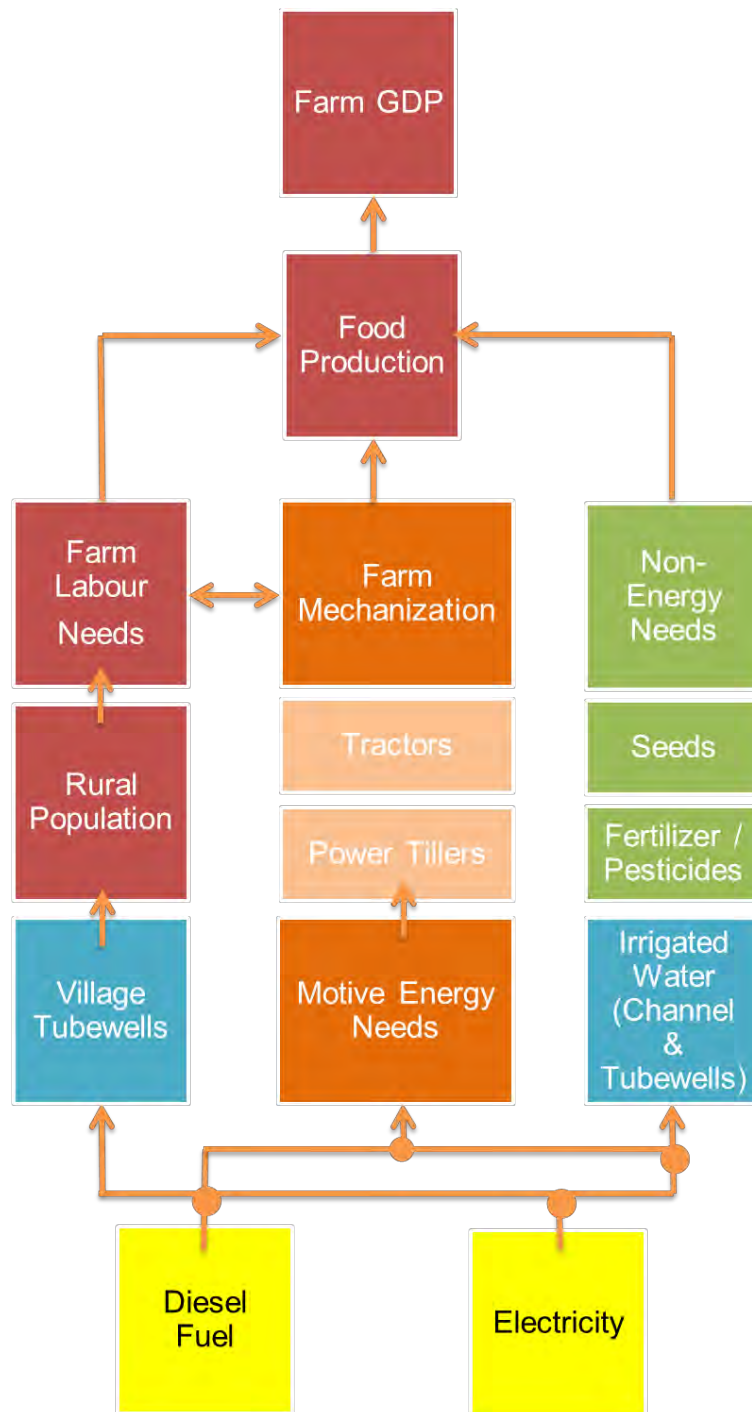 Farm GDP
Food
Production
Farm
Labour
Needs
Farm
Mechanization
Non-
Energy
Needs
Tractors
Seeds
Rural
Population
Power Tillers
Fertilizer /
Pesticides
Village
Tubewells
Motive Energy
Needs
Irrigated
Water
(Channel
&
Tubewells)
Diesel
Fuel
Electricity